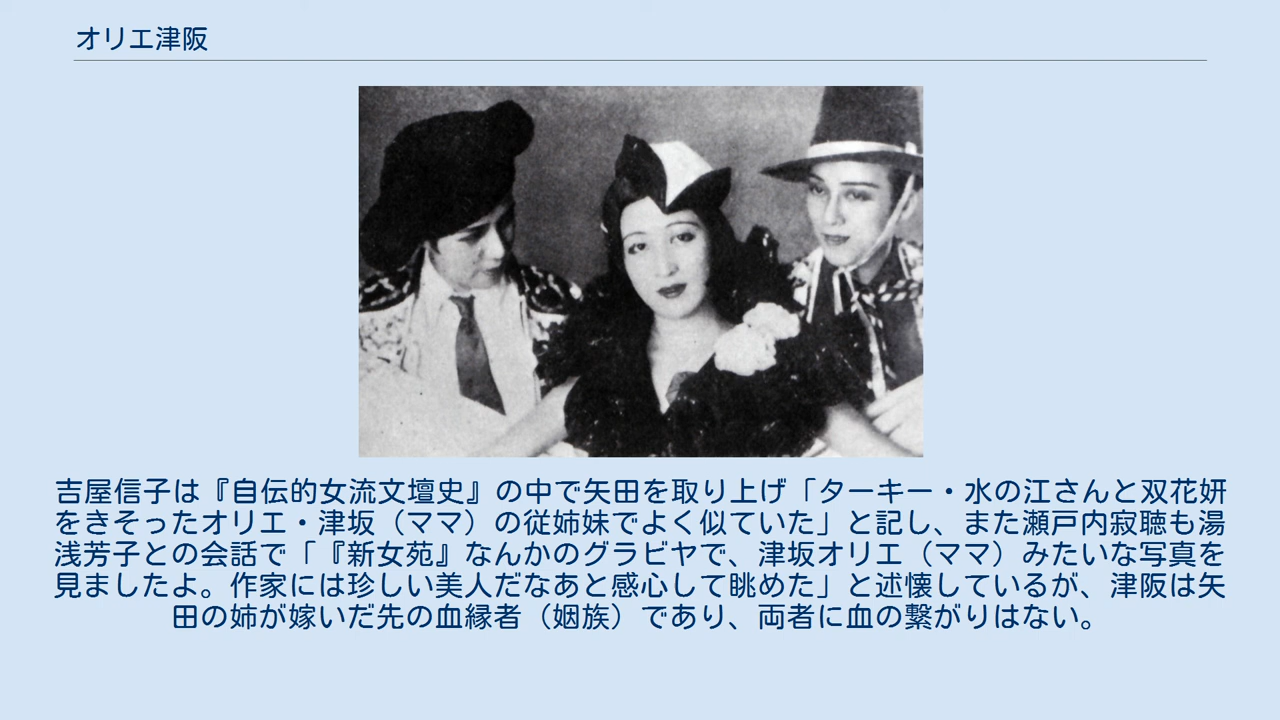 オリエ津阪
吉屋信子は『自伝的女流文壇史』の中で矢田を取り上げ「ターキー・水の江さんと双花妍
をきそったオリエ・津坂（ママ）の従姉妹でよく似ていた」と記し、また瀬戸内寂聴も湯
浅芳子との会話で「『新女苑』なんかのグラビヤで、津坂オリエ（ママ）みたいな写真を
見ましたよ。作家には珍しい美人だなあと感心して眺めた」と述懐しているが、津阪は矢
田の姉が嫁いだ先の血縁者（姻族）であり、両者に血の繋がりはない。